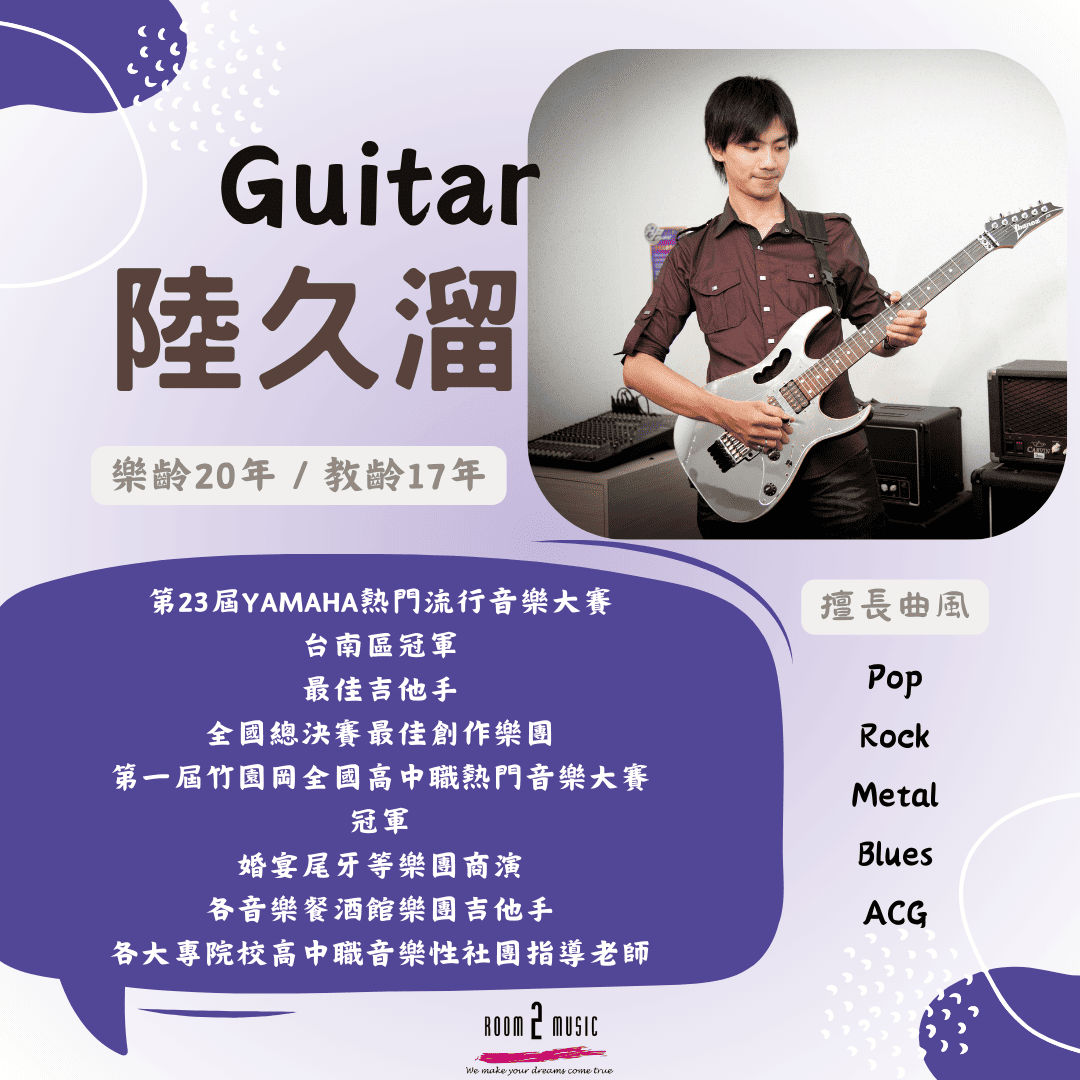 Guitar
陸久溜
樂齡20年 / 教齡17年
Ibanez
CARVIN
第23屆YAMAHA熱門流行音樂大賽
台南區冠軍
最佳吉他手
全國總決賽最佳創作樂團
第一屆竹園岡全國高中職熱門音樂大賽
冠軍
婚宴尾牙等樂團商演
各音樂餐酒館樂團吉他手
各大專院校高中職音樂性社團指導老師
擅長曲風
Pop
Rock
Metal
Blues
ACG
ROOM 2 MUSIC
We make your dreams come true